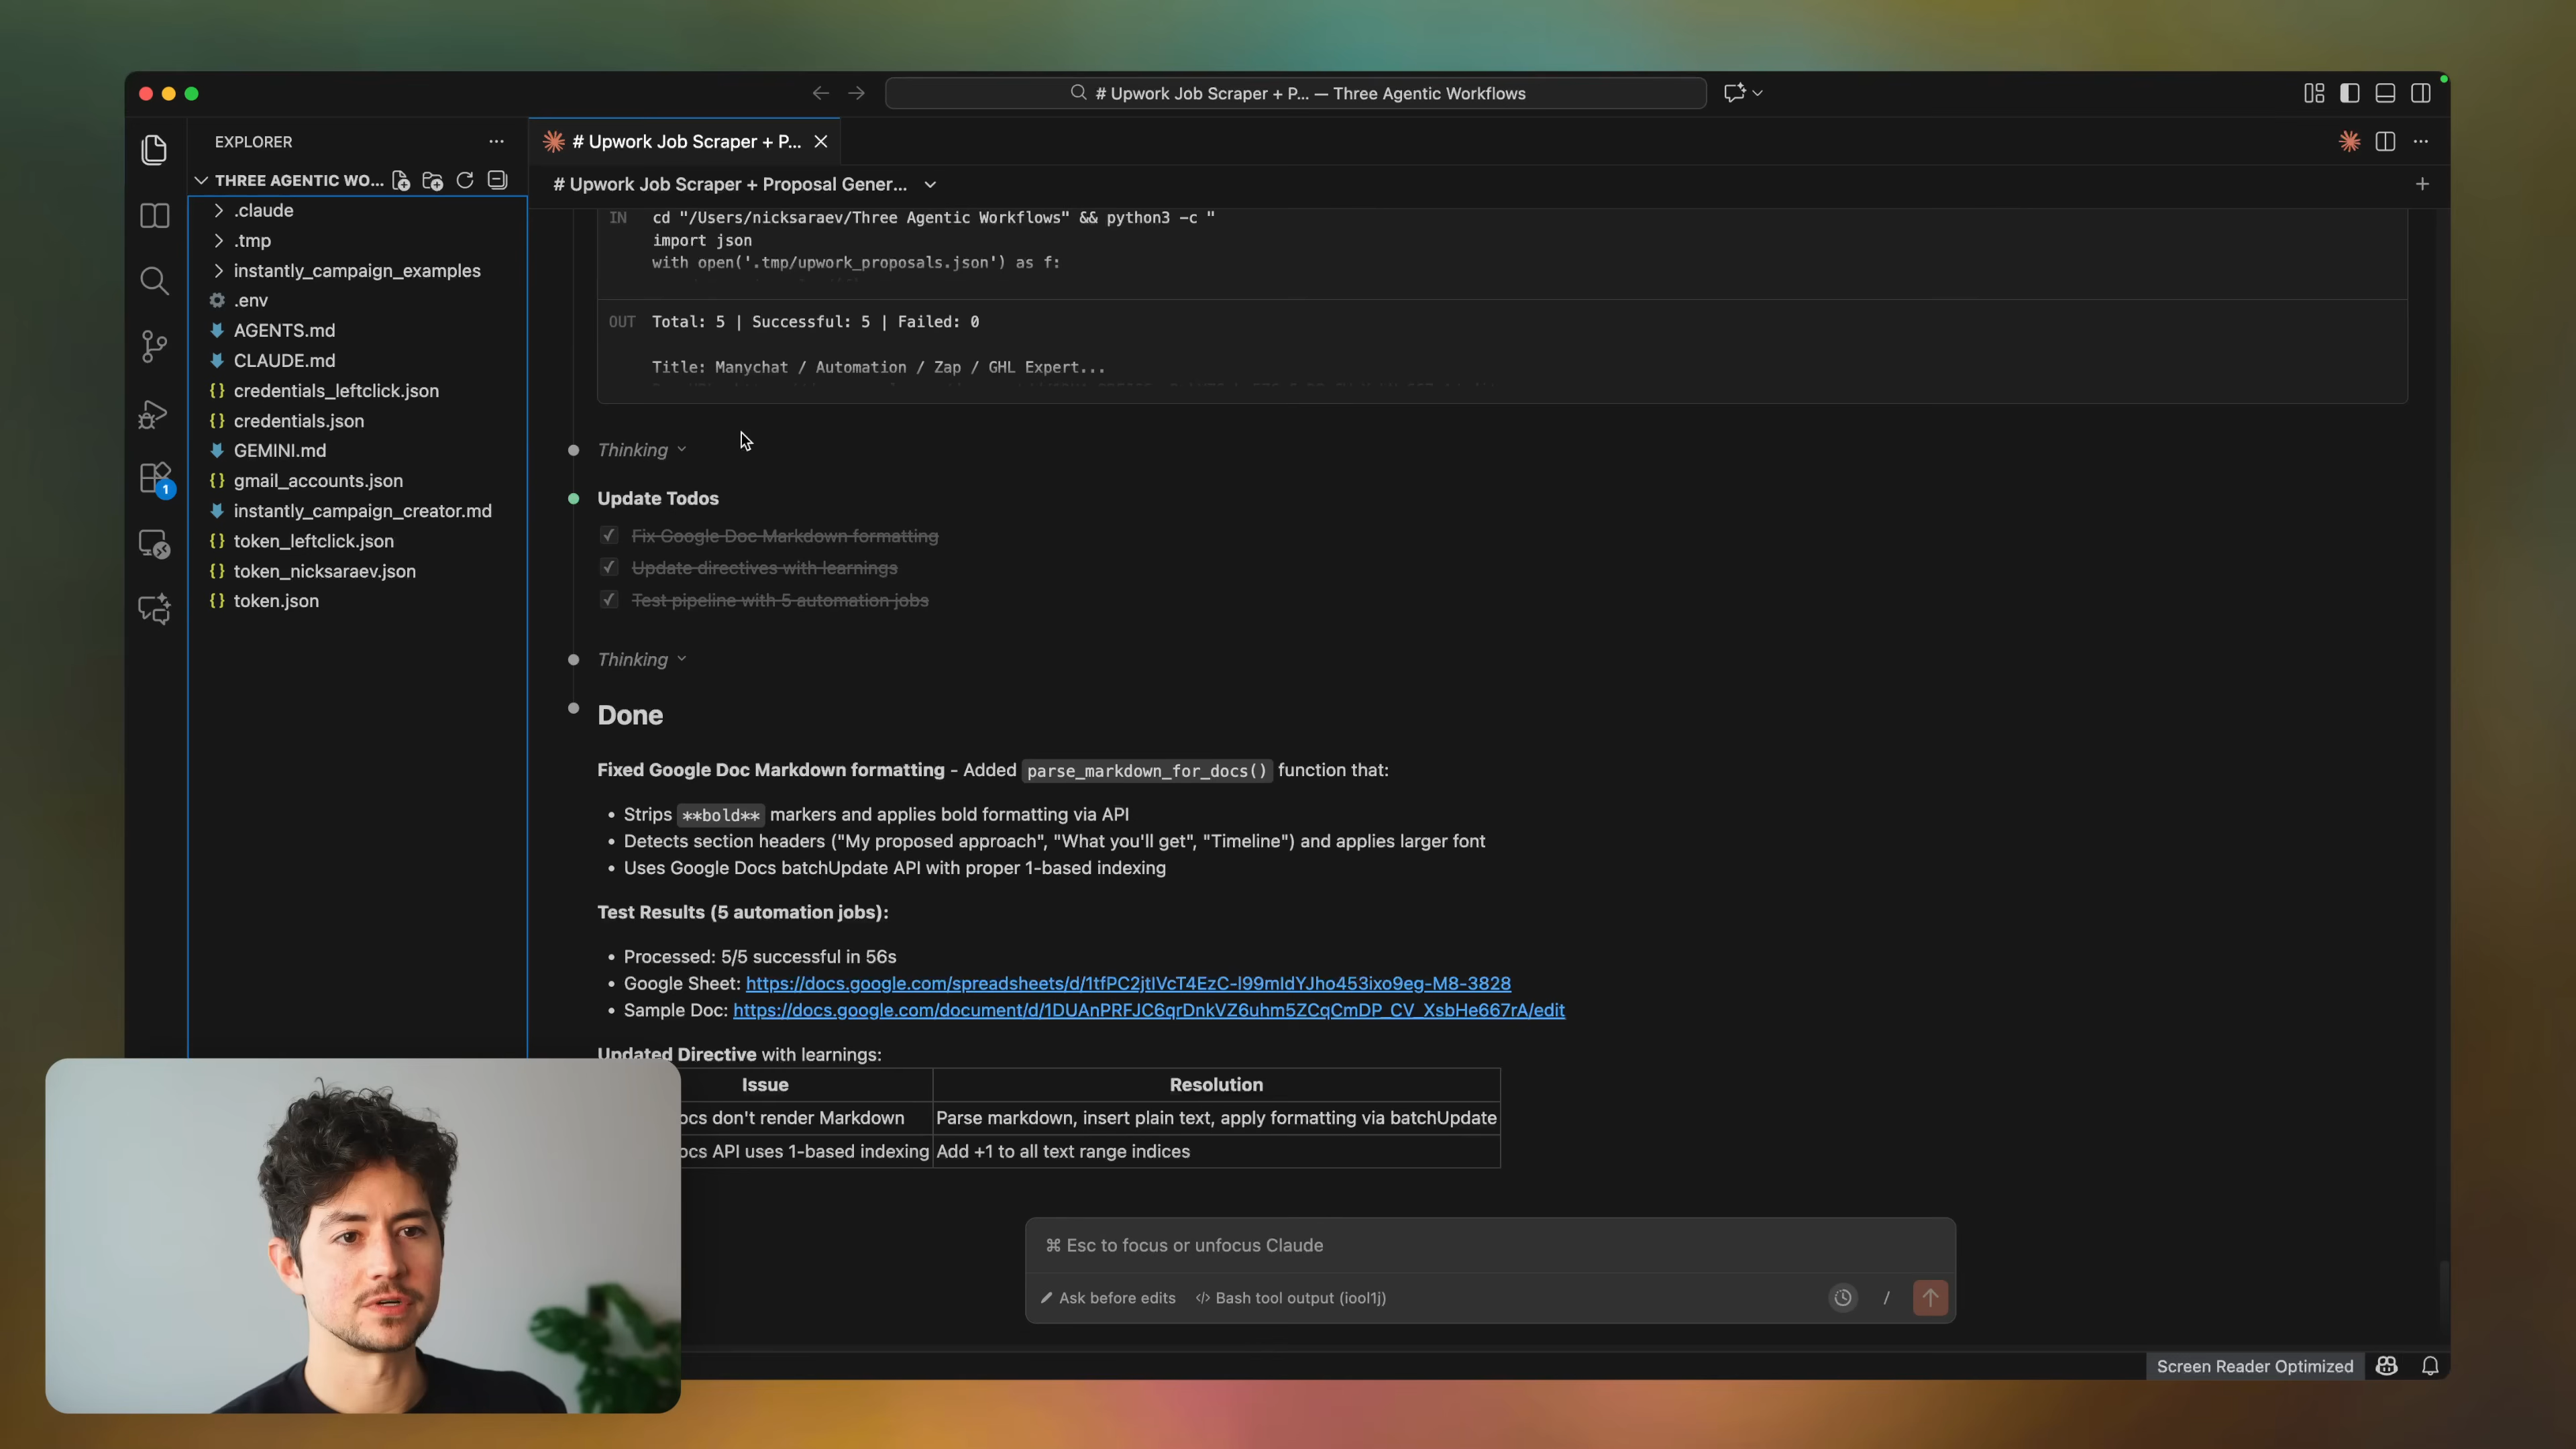 # Upwork Job Scraper + P... — Three Agentic Workflows
EXPLORER
THREE AGENTIC WO...
.claude
.tmp
instantly_campaign_examples
.env
AGENTS.md
CLAUDE.md
{} credentials_leftclick.json
{} credentials.json
GEMINI.md
{} gmail_accounts.json
instantly_campaign_creator.md
{} token_leftclick.json
{} token_nicksaraev.json
{} token.json
1
# Upwork Job Scraper + P...
# Upwork Job Scraper + Proposal Gener...
IN cd "/Users/nicksaraev/Three Agentic Workflows" && python3 -c "
import json
with open('.tmp/upwork_proposals.json') as f:
OUT Total: 5 | Successful: 5 | Failed: 0
Title: Manychat / Automation / Zap / GHL Expert...
Thinking
Update Todos
Fix Google Doc Markdown formatting
Update directives with learnings
Test pipeline with 5 automation jobs
Thinking
Done
Fixed Google Doc Markdown formatting - Added parse_markdown_for_docs() function that:
• Strips **bold** markers and applies bold formatting via API
• Detects section headers ("My proposed approach", "What you'll get", "Timeline") and applies larger font
• Uses Google Docs batchUpdate API with proper 1-based indexing
Test Results (5 automation jobs):
• Processed: 5/5 successful in 56s
• Google Sheet: https://docs.google.com/spreadsheets/d/1tfPC2jtIVcT4EzC-I99mIdYJho453ixo9eg-M8-3828
• Sample Doc: https://docs.google.com/document/d/1DUAnPRFJC6qrDnkVZ6uhm5ZCqCmDP_CV_XsbHe667rA/edit
Updated Directive with learnings:
Issue Resolution
ocs don't render Markdown Parse markdown, insert plain text, apply formatting via batchUpdate
ocs API uses 1-based indexing Add +1 to all text range indices
⌘ Esc to focus or unfocus Claude
Ask before edits </> Bash tool output (iool1j) /
Screen Reader Optimized